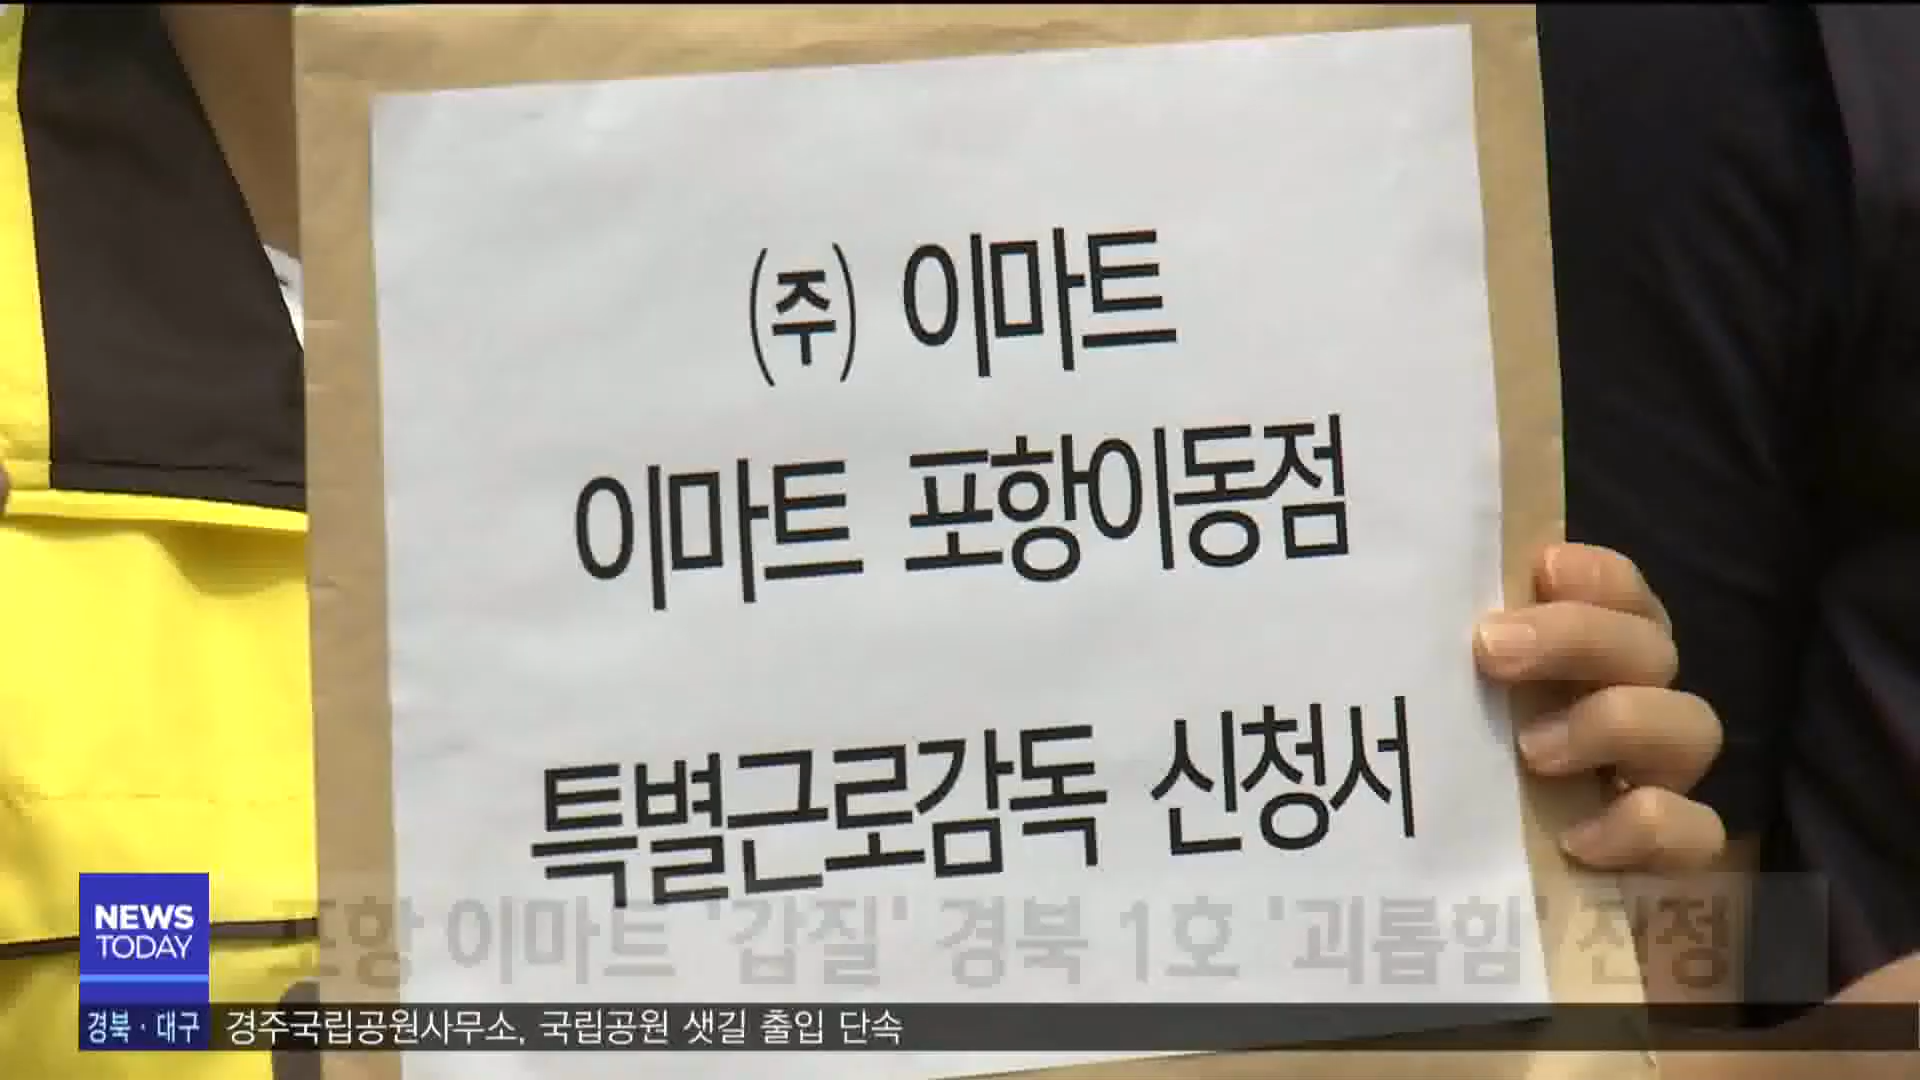 ㈜ 이마트
이마트 포항이동점
특별근로감독 신청서
포항 이마트 '갑질' 경북 1호 '괴롭힘' 진정
NEWS
TODAY
경북·대구 경주국립공원사무소, 국립공원 샛길 출입 단속